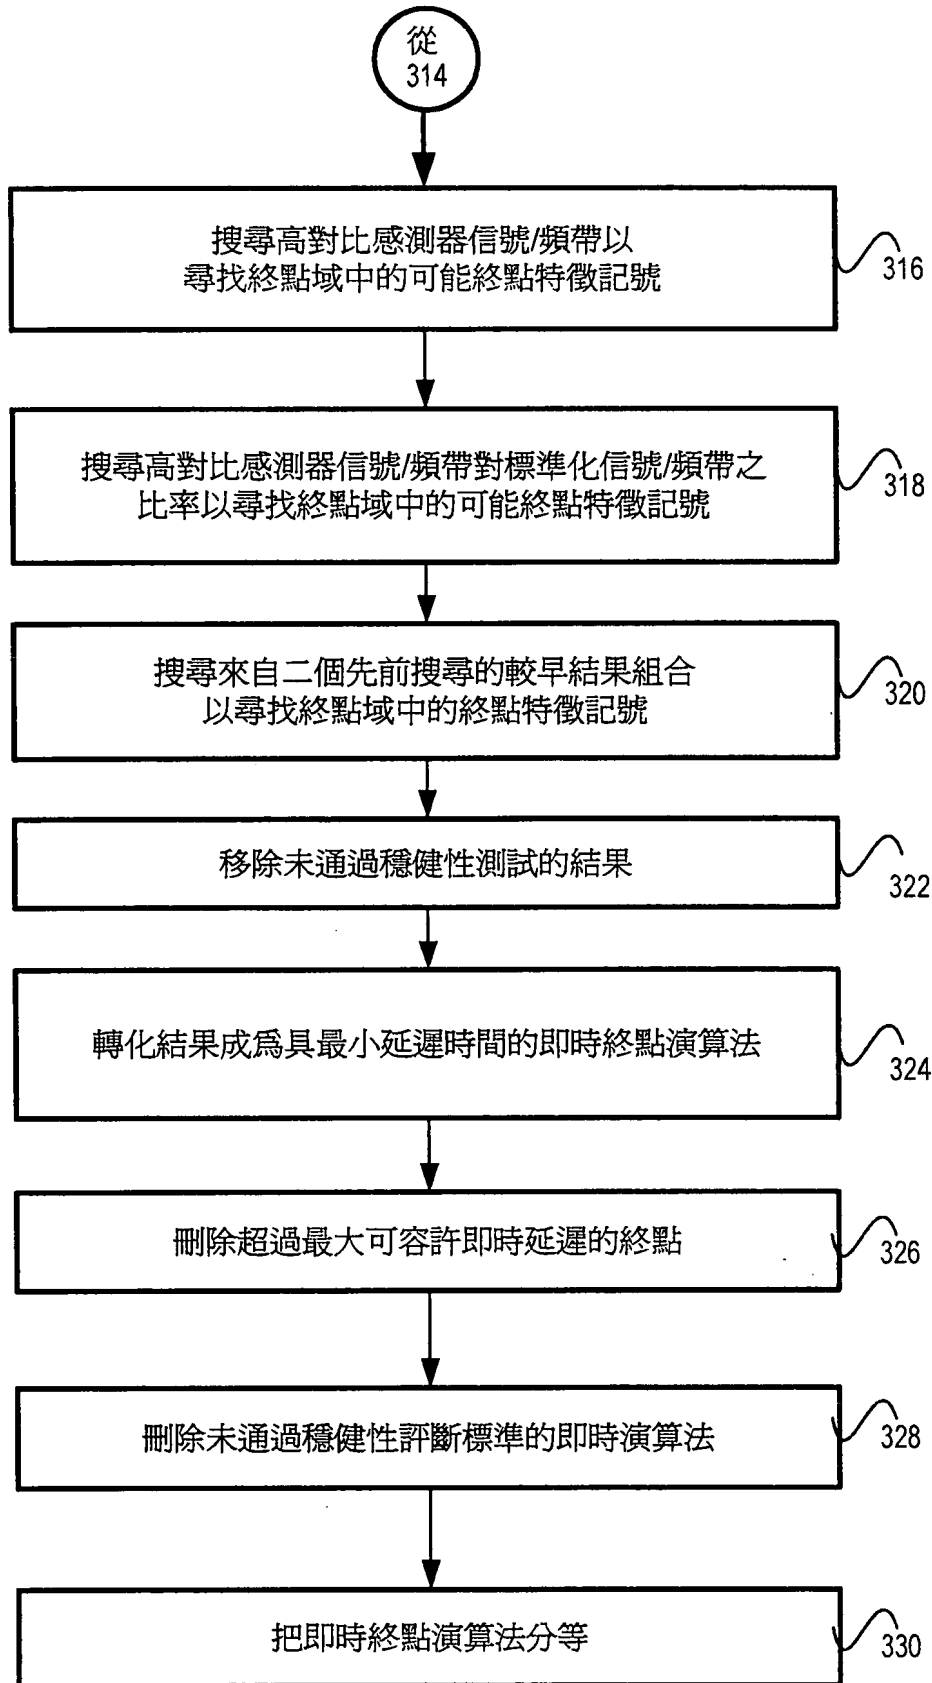 從
314
搜尋高對比感測器信號/頻帶以
尋找終點域中的可能終點特徵記號
316
搜尋高對比感測器信號/頻帶對標準化信號/頻帶之
比率以尋找終點域中的可能終點特徵記號
318
搜尋來自二個先前搜尋的較早結果組合
以尋找終點域中的終點特徵記號
320
移除未通過穩健性測試的結果
322
轉化結果成爲具最小延遲時間的即時終點演算法
324
刪除超過最大可容許即時延遲的終點
326
刪除未通過穩健性評斷標準的即時演算法
328
把即時終點演算法分等
330